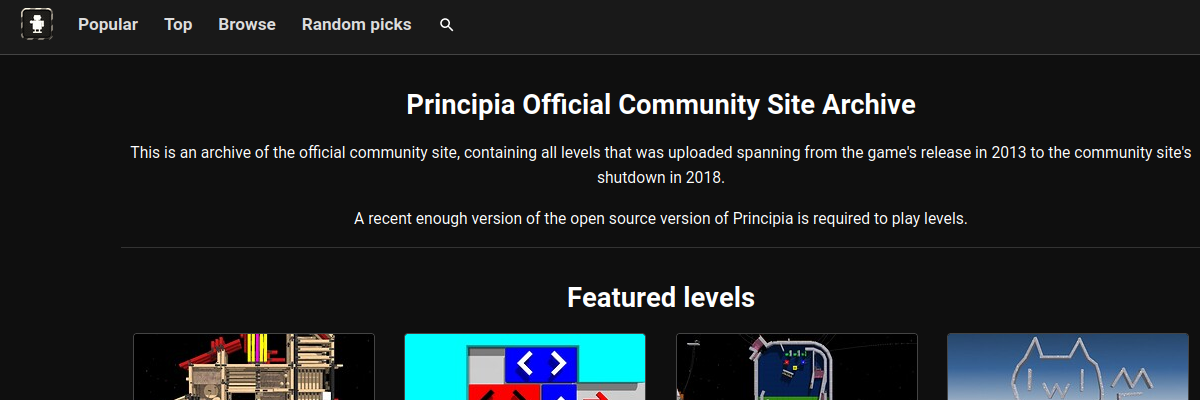 Popular Top Browse Random picks
Principia Official Community Site Archive
This is an archive of the official community site, containing all levels that was uploaded spanning from the game's release in 2013 to the community site's
shutdown in 2018.
A recent enough version of the open source version of Principia is required to play levels.
Featured levels